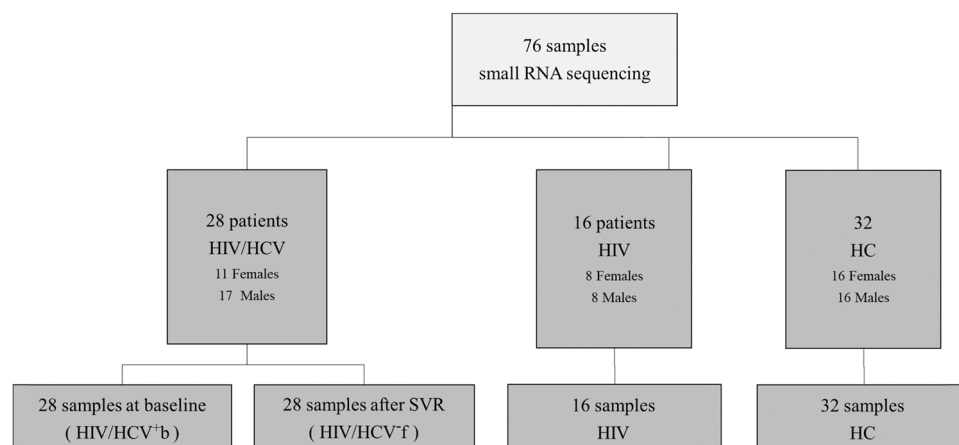 76 samples
small RNA sequencing
28 patients
HIV/HCV
11 Females
17 Males
16 patients
HIV
8 Females
8 Males
32
HC
16 Females
16 Males
28 samples at baseline
( HIV/HCV⁺b )
28 samples after SVR
( HIV/HCV⁻f )
16 samples
HIV
32 samples
HC